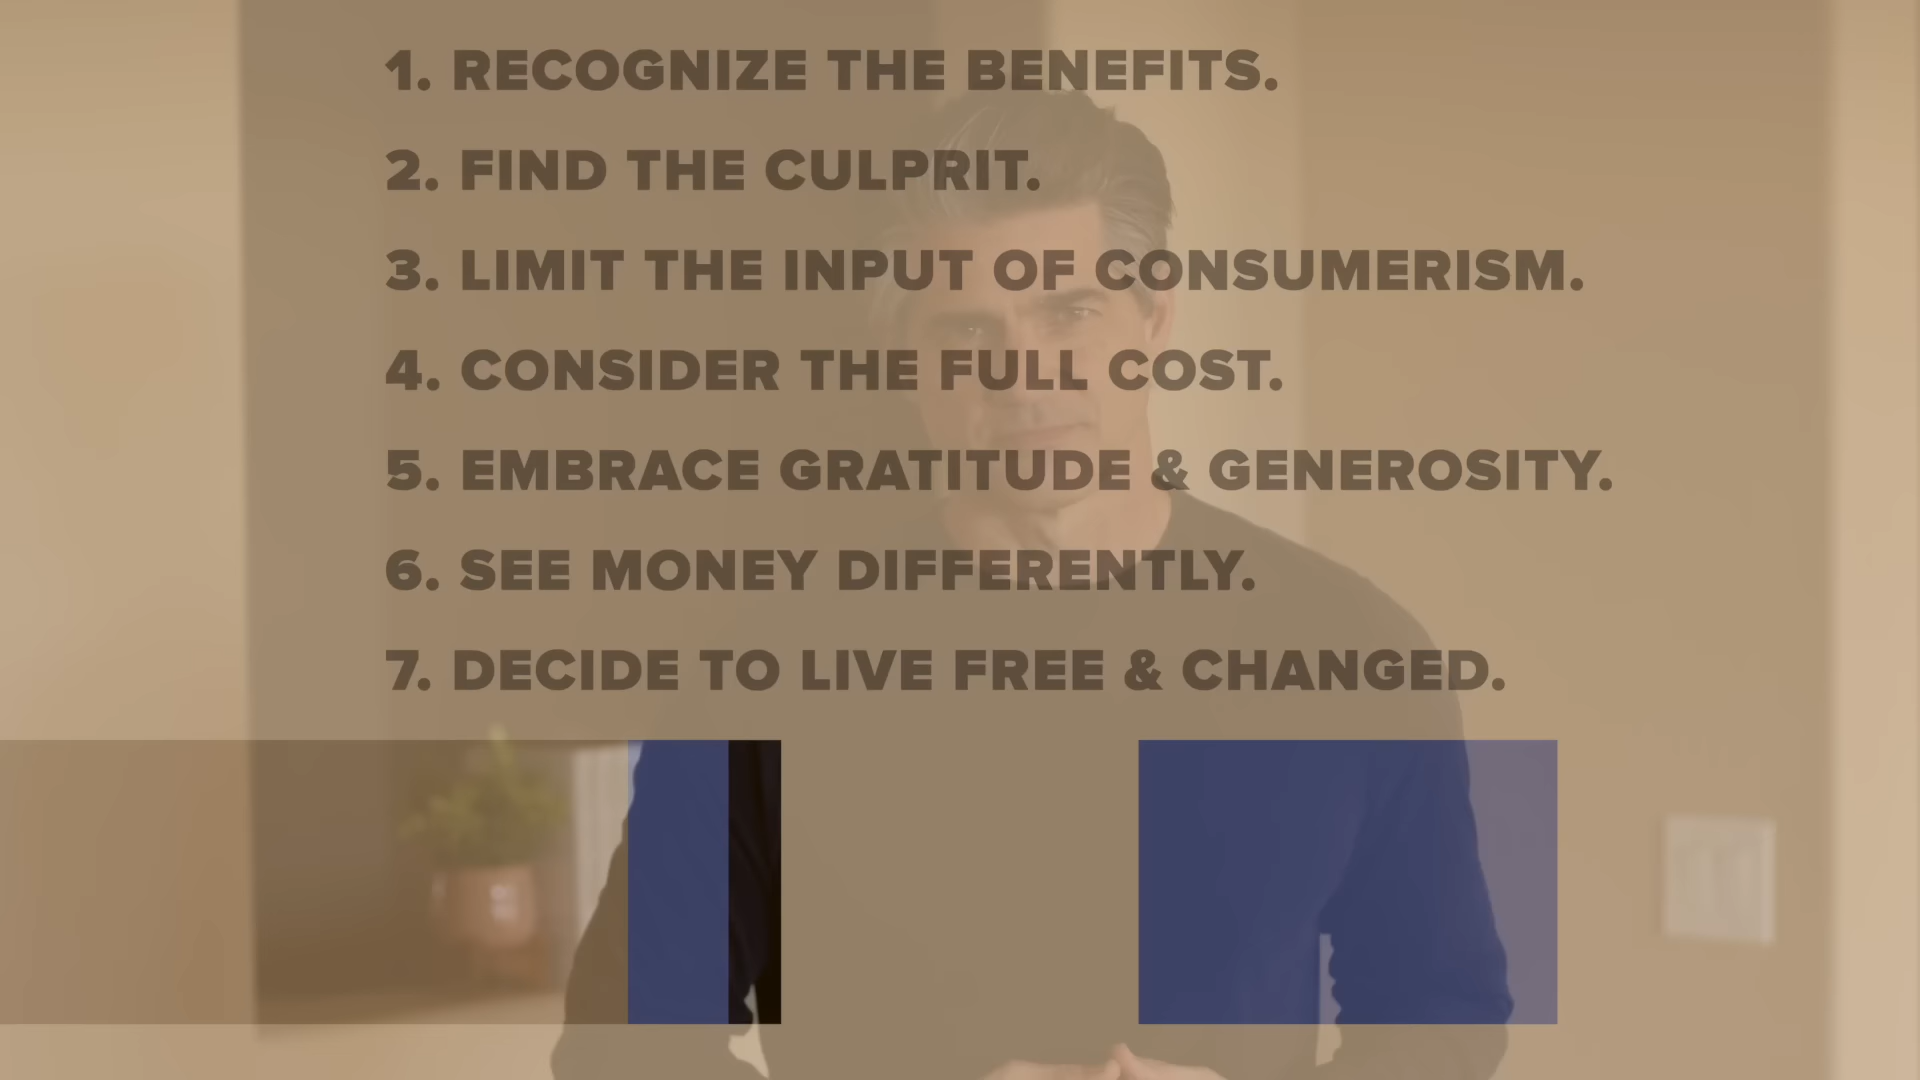 1. RECOGNIZE THE BENEFITS.
2. FIND THE CULPRIT.
3. LIMIT THE INPUT OF CONSUMERISM.
4. CONSIDER THE FULL COST.
5. EMBRACE GRATITUDE & GENEROSITY.
6. SEE MONEY DIFFERENTLY.
7. DECIDE TO LIVE FREE & CHANGED.